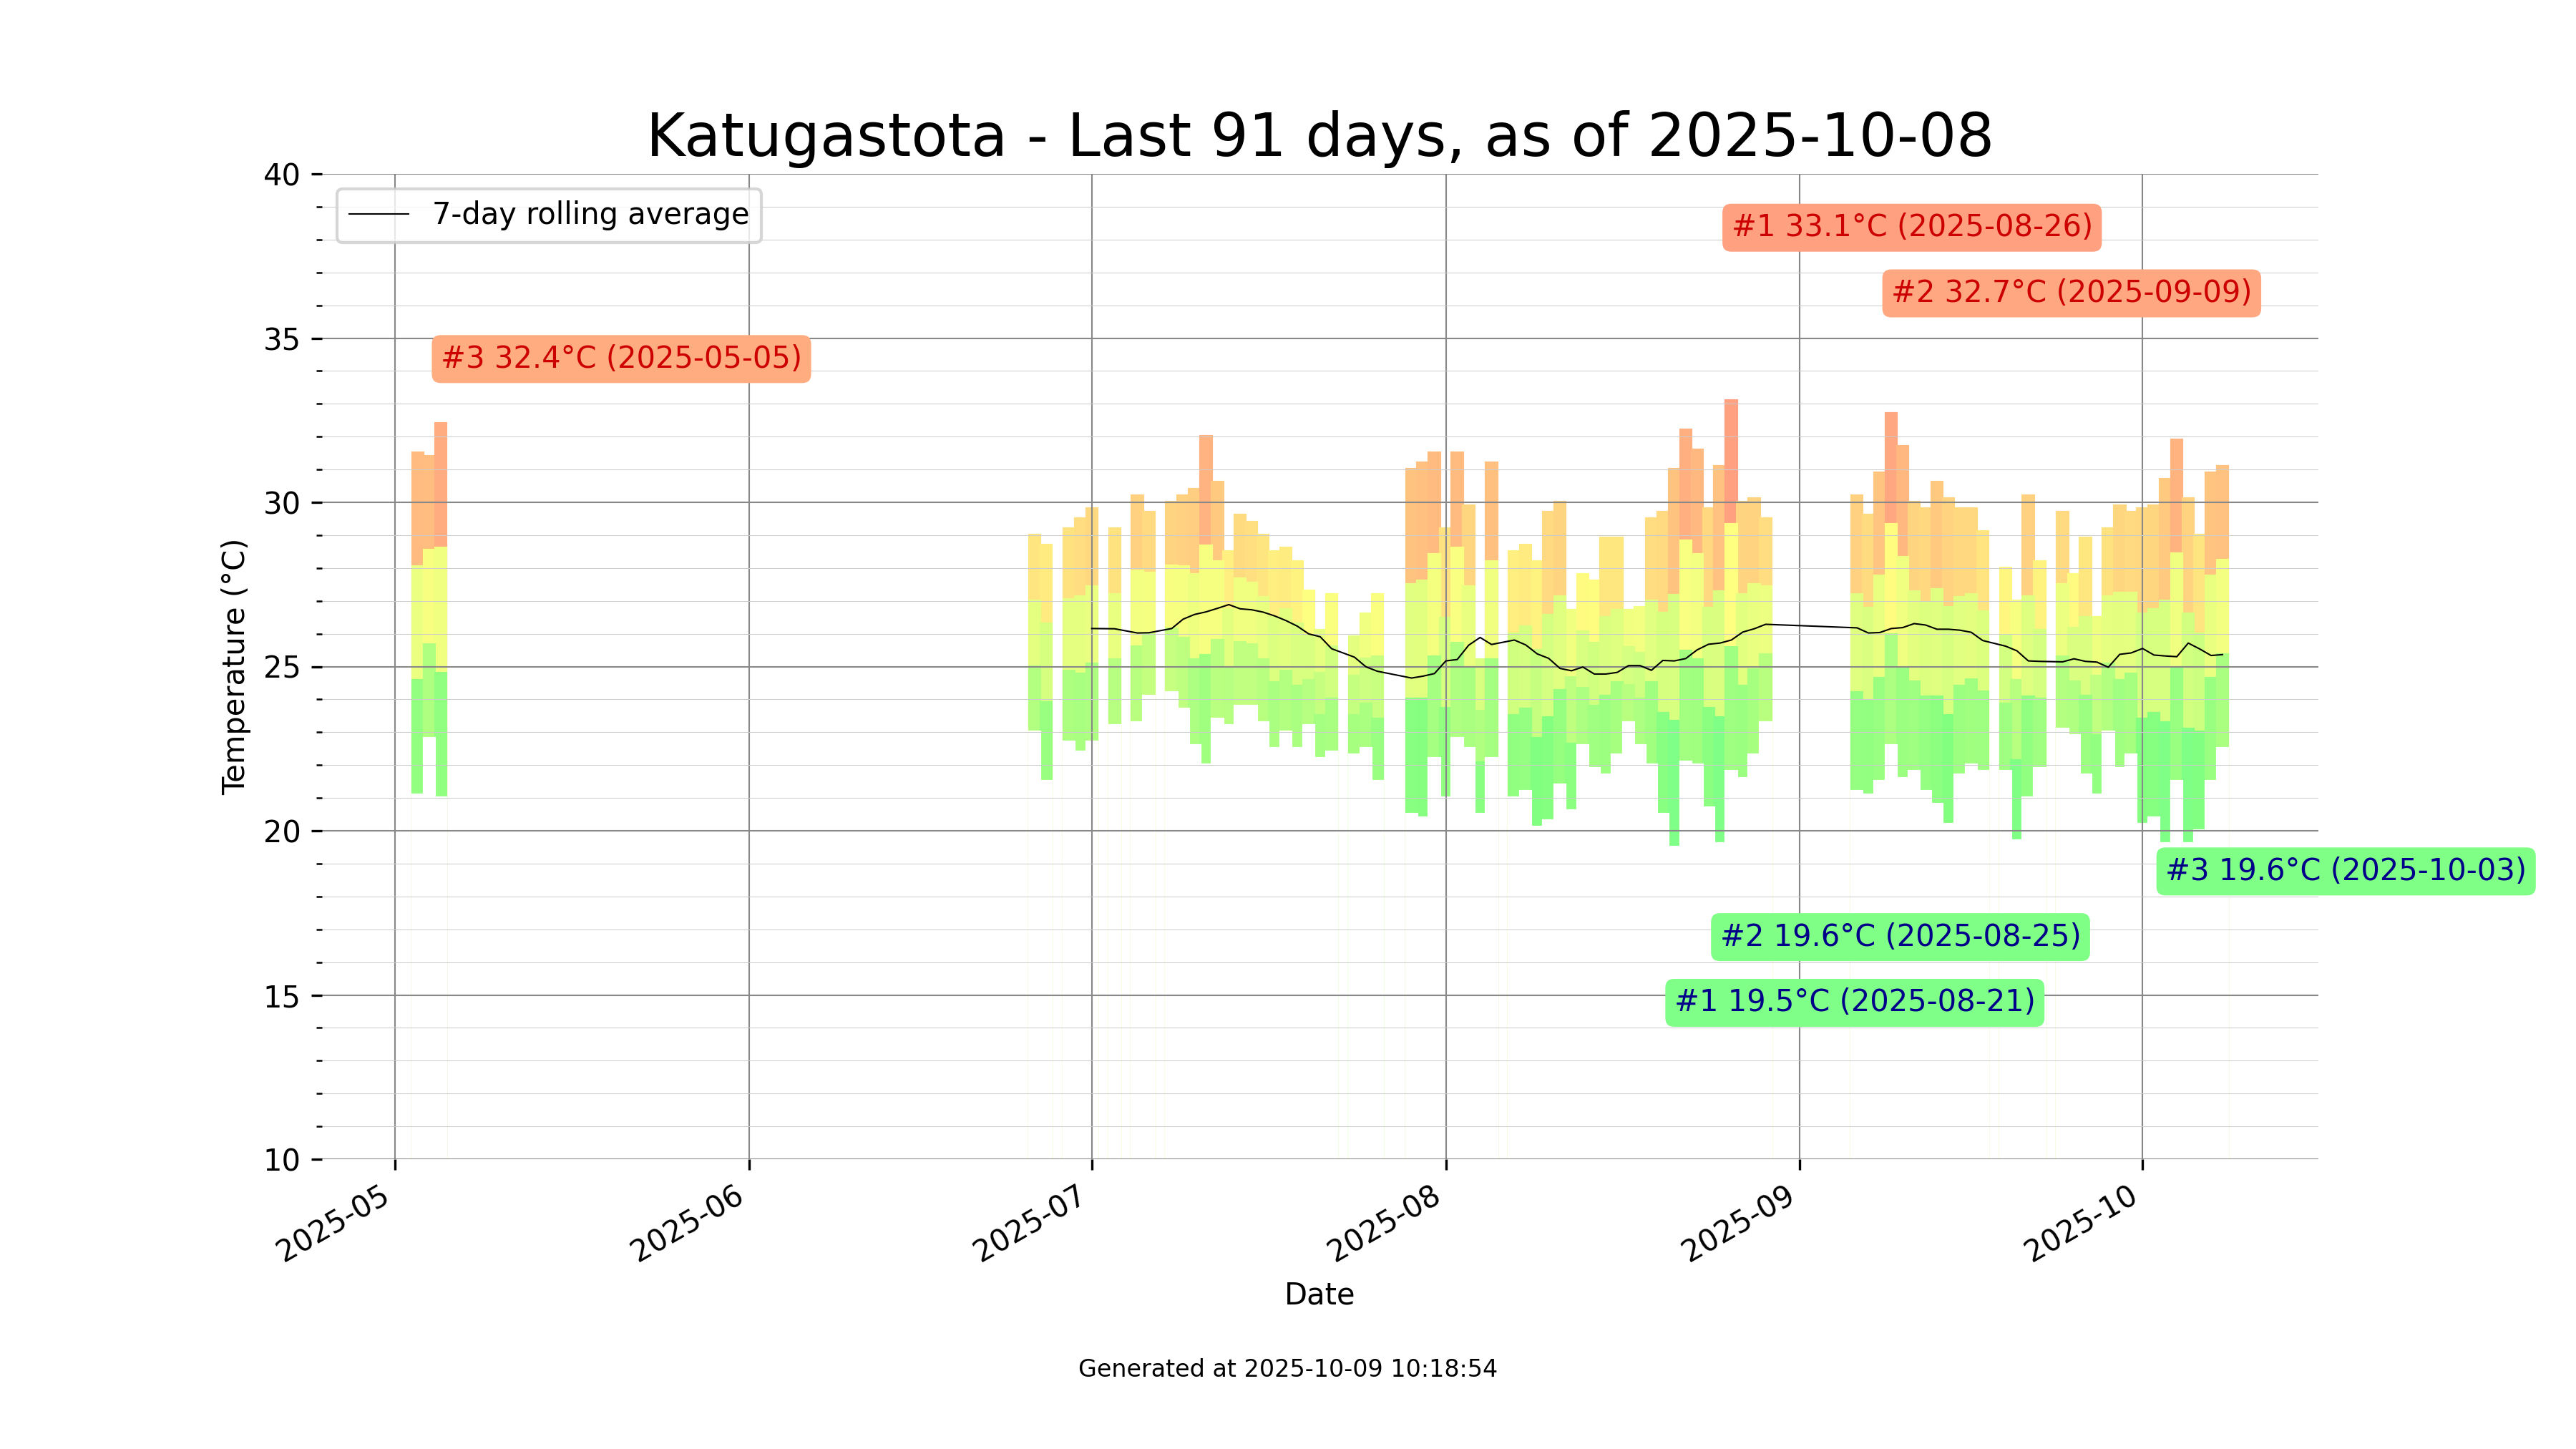 Katugastota - Last 91 days, as of 2025-10-08
7-day rolling average
#1 33.1°C (2025-08-26)
#2 32.7°C (2025-09-09)
#3 32.4°C (2025-05-05)
#3 19.6°C (2025-10-03)
#2 19.6°C (2025-08-25)
#1 19.5°C (2025-08-21)
Temperature (°C)
40
35
30
25
20
15
10
2025-05
2025-06
2025-07
2025-08
2025-09
2025-10
Date
Generated at 2025-10-09 10:18:54